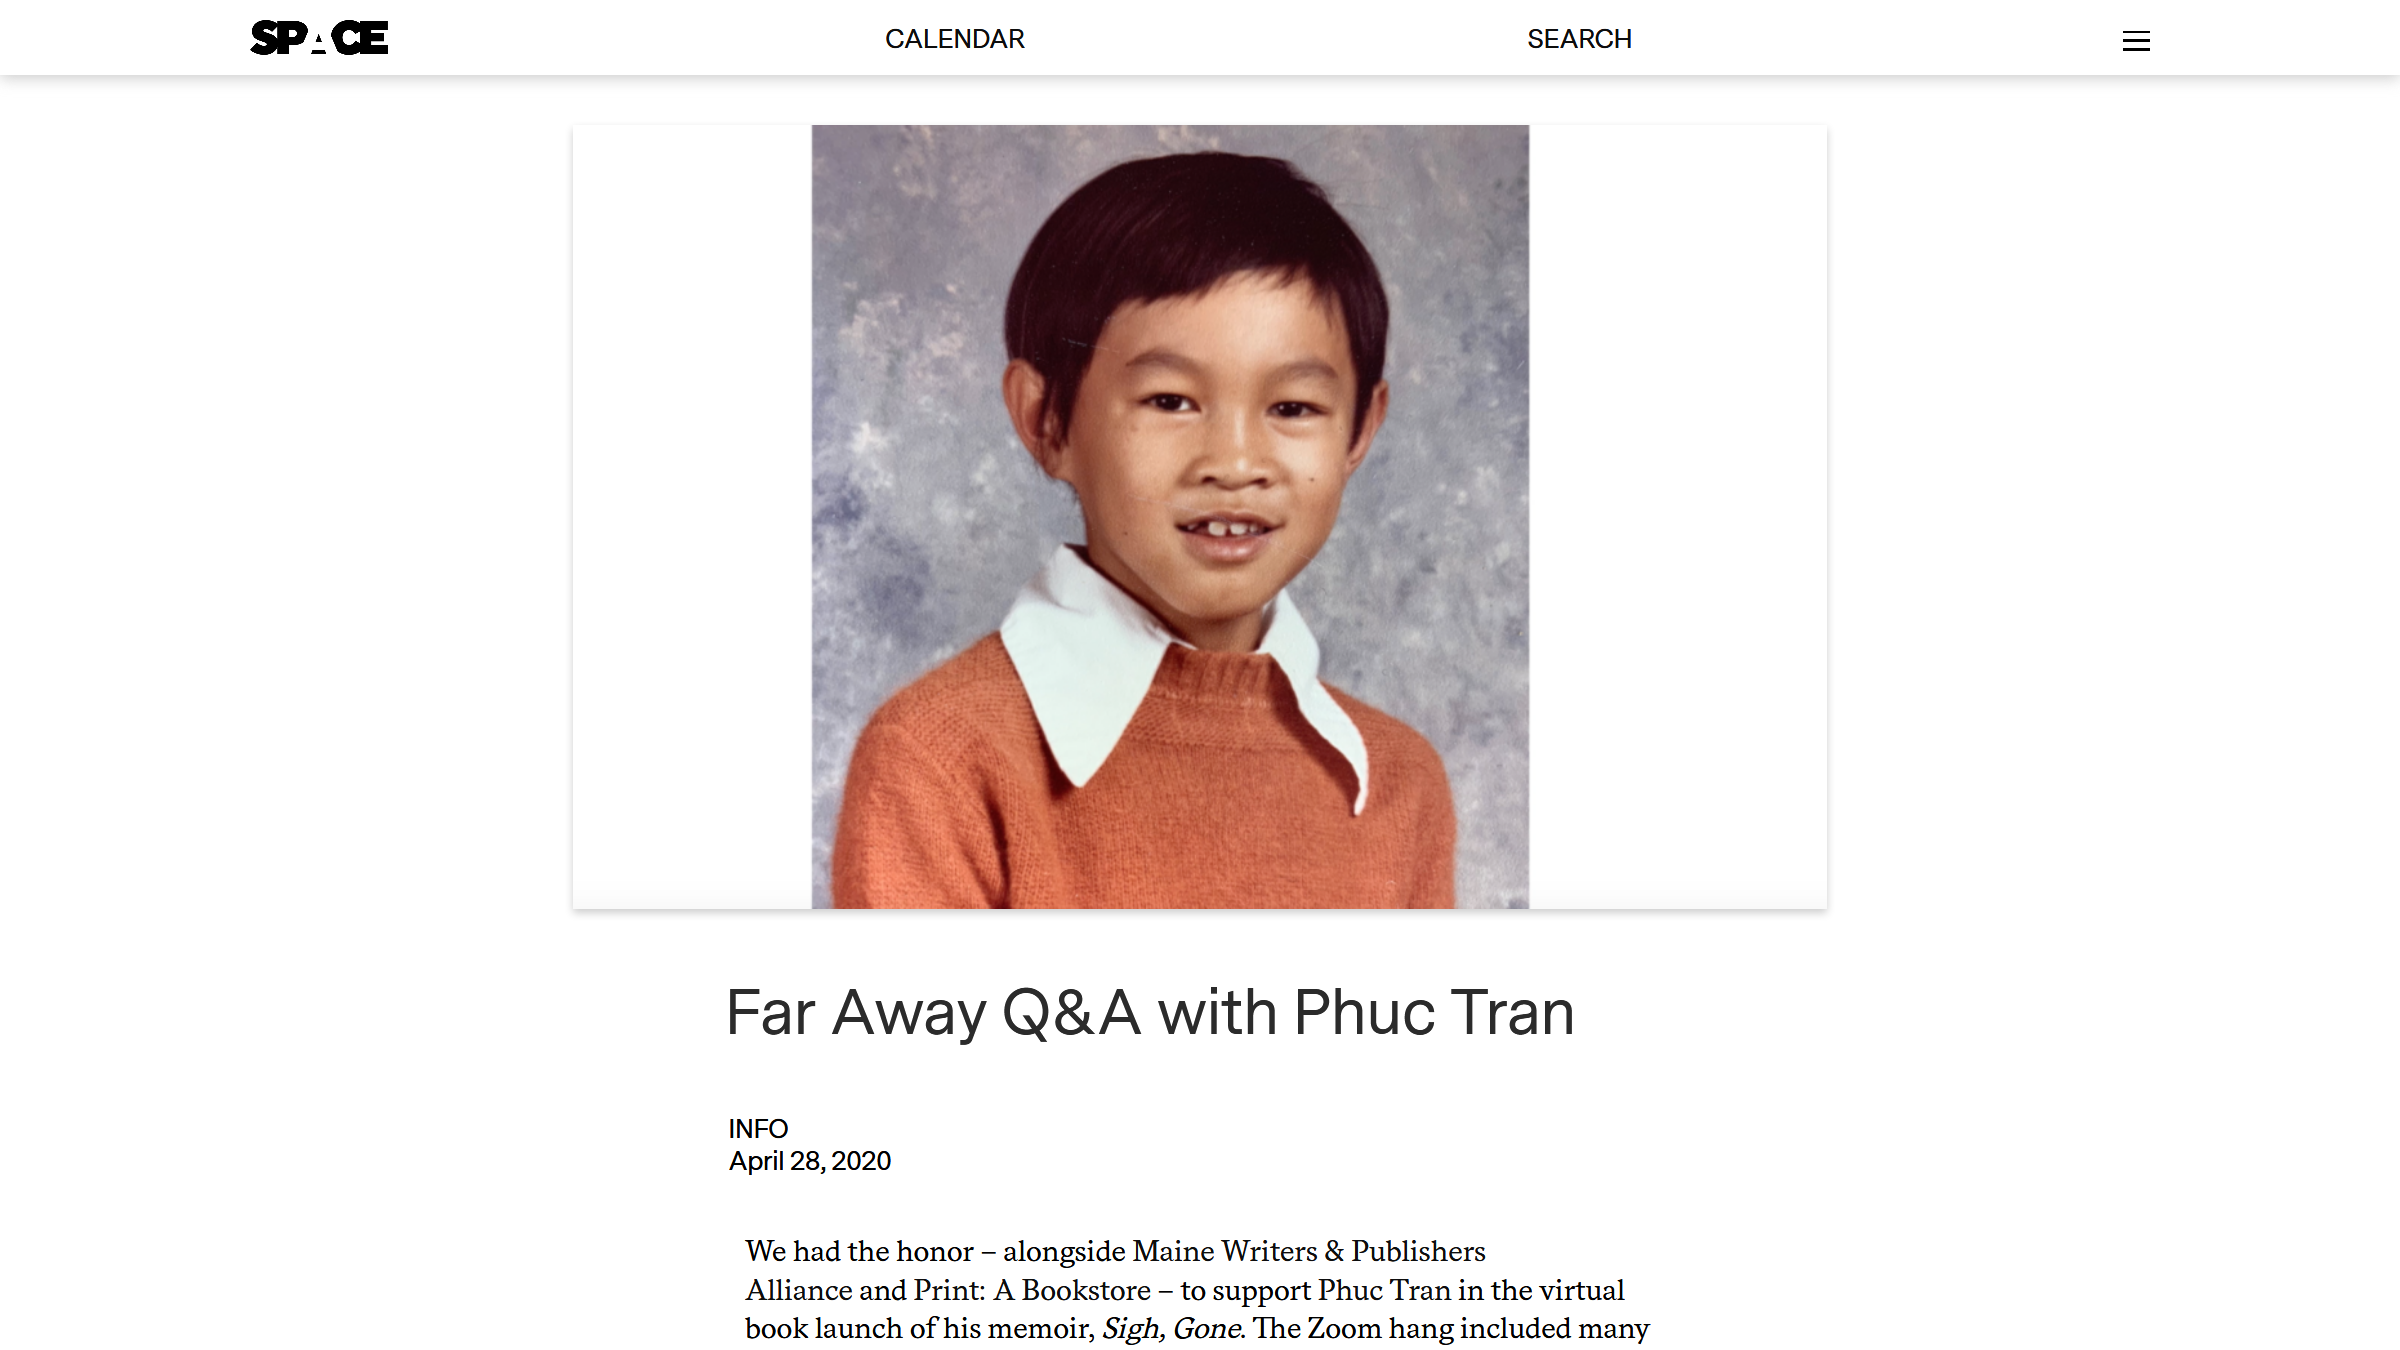 SPACE
CALENDAR
SEARCH
Far Away Q&A with Phuc Tran
INFO
April 28, 2020
We had the honor – alongside Maine Writers & Publishers
Alliance and Print: A Bookstore – to support Phuc Tran in the virtual
book launch of his memoir, Sigh, Gone. The Zoom hang included many